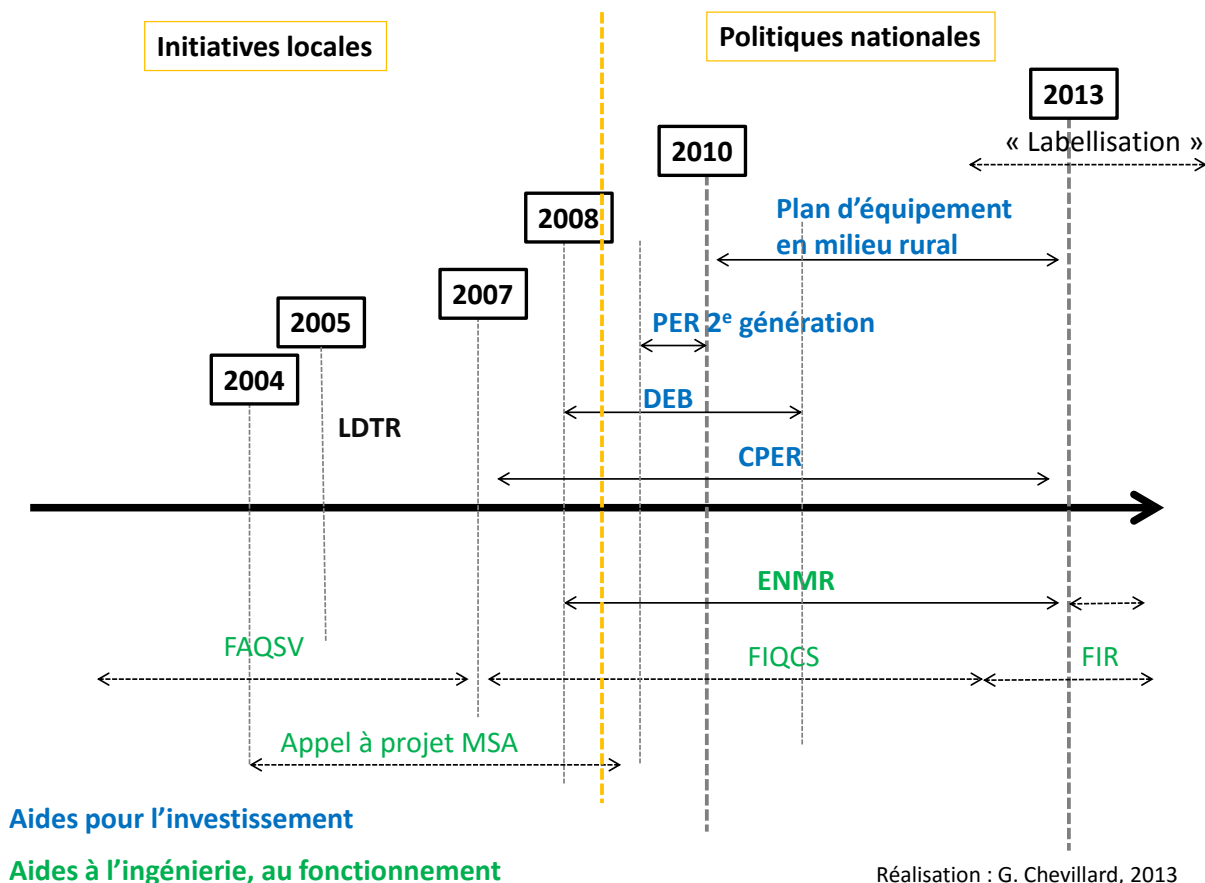 Initiatives locales
Politiques nationales
2013
« Labellisation »
2010
2008
Plan d’équipement
en milieu rural
2007
2005
PER 2e génération
2004
DEB
LDTR
CPER
ENMR
FAQSV
FIQCS
FIR
Appel à projet MSA
Aides pour l’investissement
Aides à l’ingénierie, au fonctionnement
Réalisation : G. Chevillard, 2013